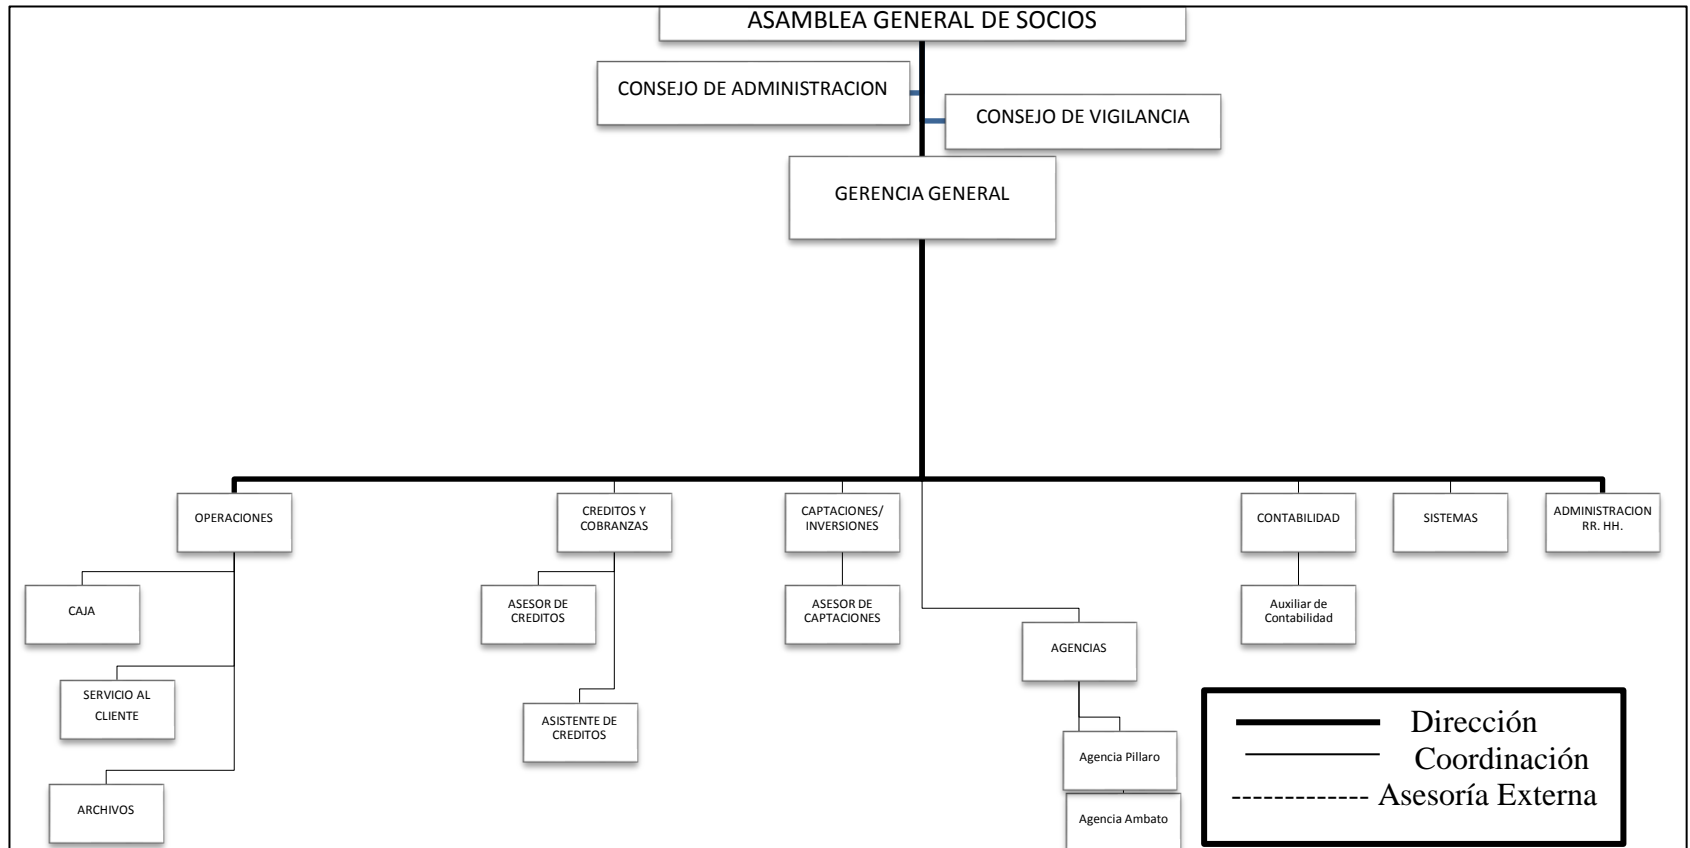 ASAMBLEA GENERAL DE SOCIOS
CONSEJO DE ADMINISTRACION
CONSEJO DE VIGILANCIA
GERENCIA GENERAL
OPERACIONES
CREDITOS Y
COBRANZAS
CAPTACIONES/
INVERSIONES
CONTABILIDAD
SISTEMAS
ADMINISTRACION
RR. HH.
CAJA
ASESOR DE
CREDITOS
ASESOR DE
CAPTACIONES
Auxiliar de
Contabilidad
AGENCIAS
SERVICIO AL
CLIENTE
ASISTENTE DE
CREDITOS
Agencia Pillaro
ARCHIVOS
Agencia Ambato
Dirección
Coordinación
Asesoría Externa